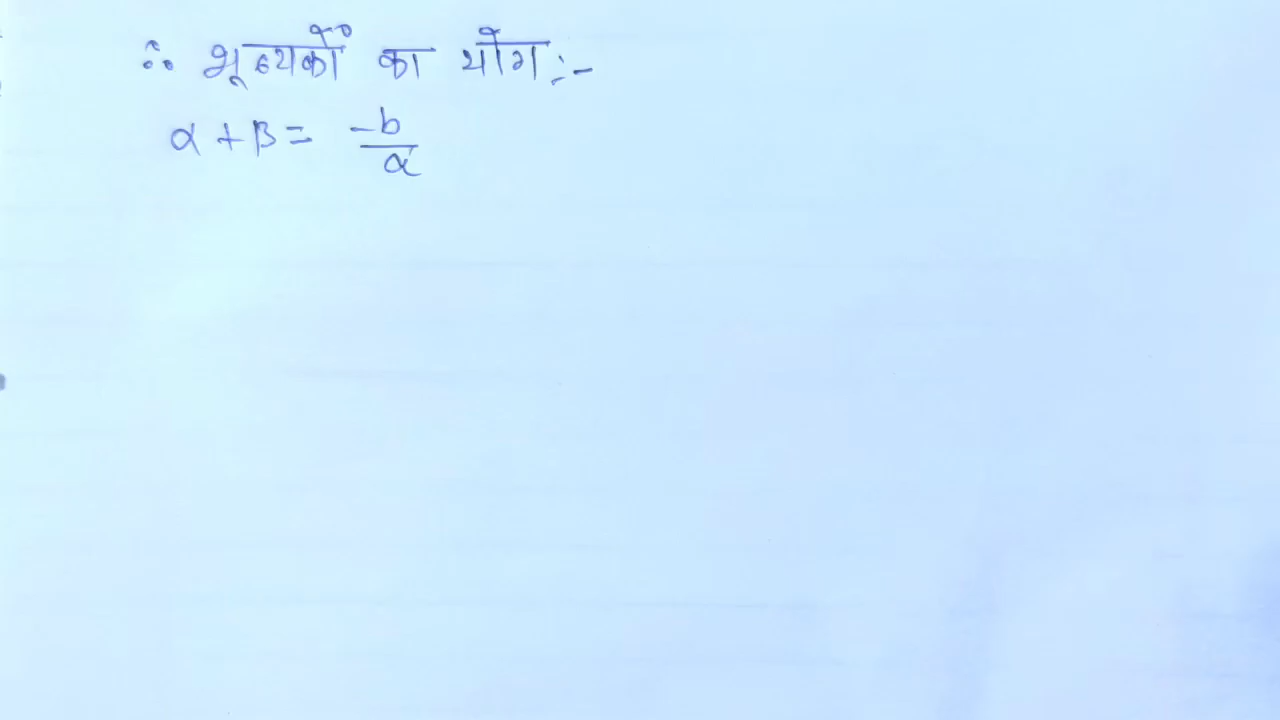 ∴ शून्यकों का योग :-
α + β = -b/a